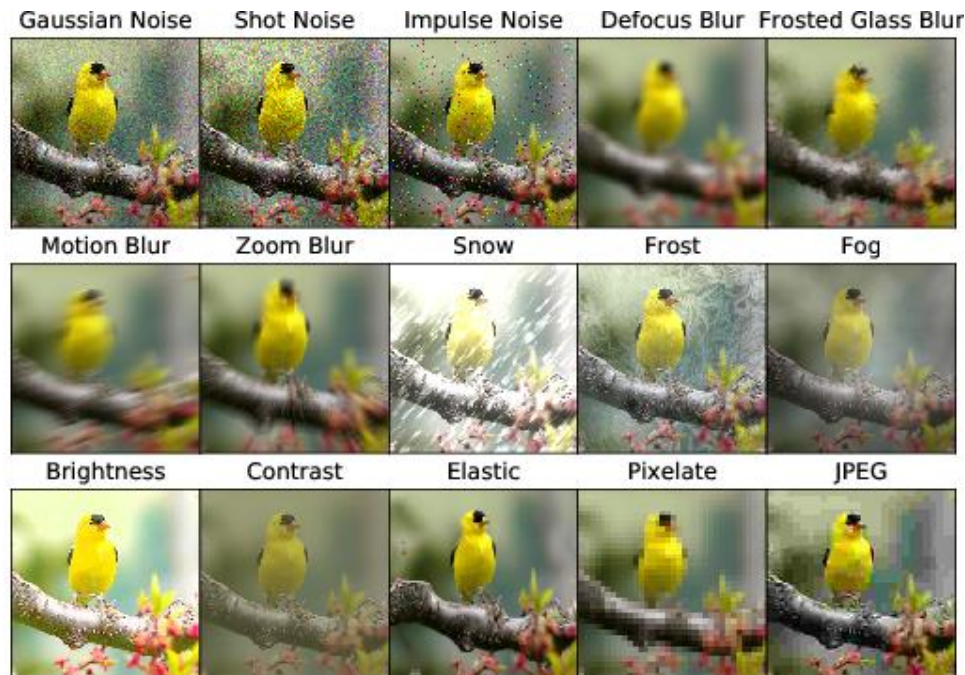 Gaussian Noise Shot Noise Impulse Noise Defocus Blur Frosted Glass Blur
Motion Blur Zoom Blur Snow Frost Fog
Brightness Contrast Elastic Pixelate JPEG